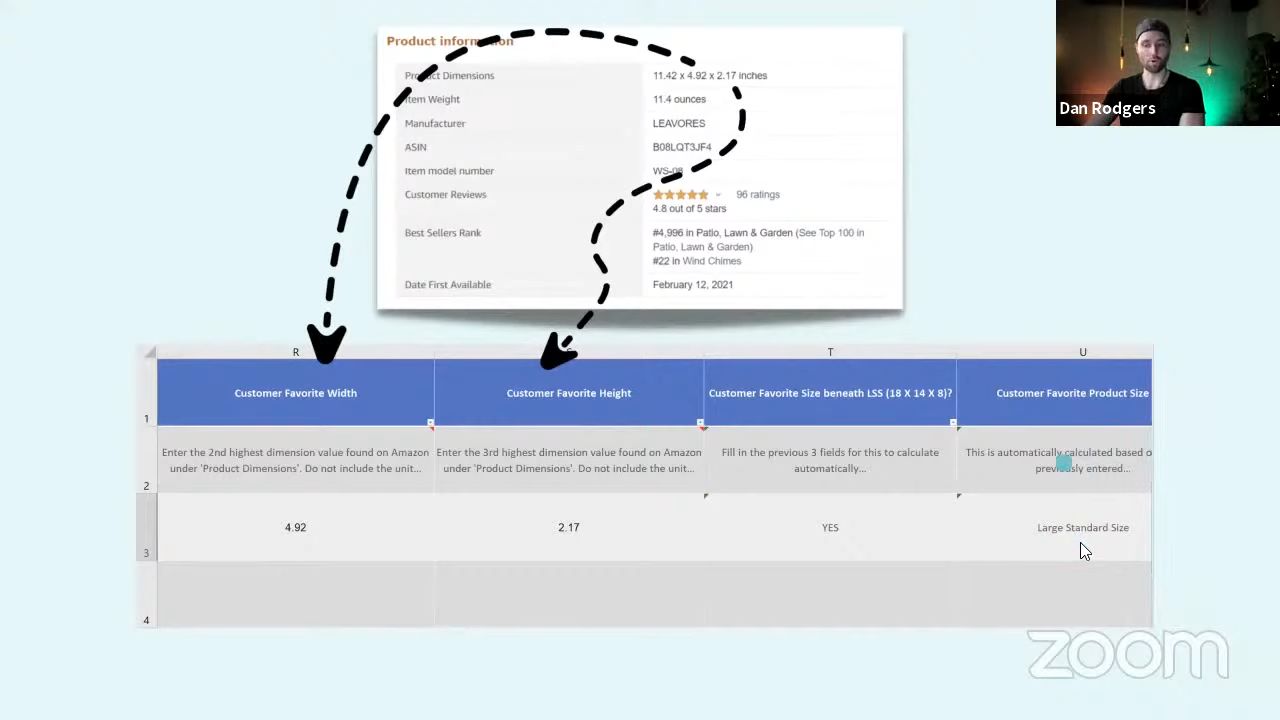 Product information
Product Dimensions 11.42 x 4.92 x 2.17 inches
Item Weight 11.4 ounces
Manufacturer LEAVORES
ASIN B08LQT3JF4
Item model number WS-08
Customer Reviews 96 ratings
4.8 out of 5 stars
Best Sellers Rank #4,996 in Patio, Lawn & Garden (See Top 100 in
Patio, Lawn & Garden)
#22 in Wind Chimes
Date First Available February 12, 2021
Dan Rodgers
R T U
1 Customer Favorite Width Customer Favorite Height Customer Favorite Size beneath LSS (18 X 14 X 8)? Customer Favorite Product Size
Enter the 2nd highest dimension value found on Amazon Enter the 3rd highest dimension value found on Amazon Fill in the previous 3 fields for this to calculate This is automatically calculated based o
2 under 'Product Dimensions'. Do not include the unit... under 'Product Dimensions'. Do not include the unit... automatically... previously entered...
3 4.92 2.17 YES Large Standard Size
4
zoom